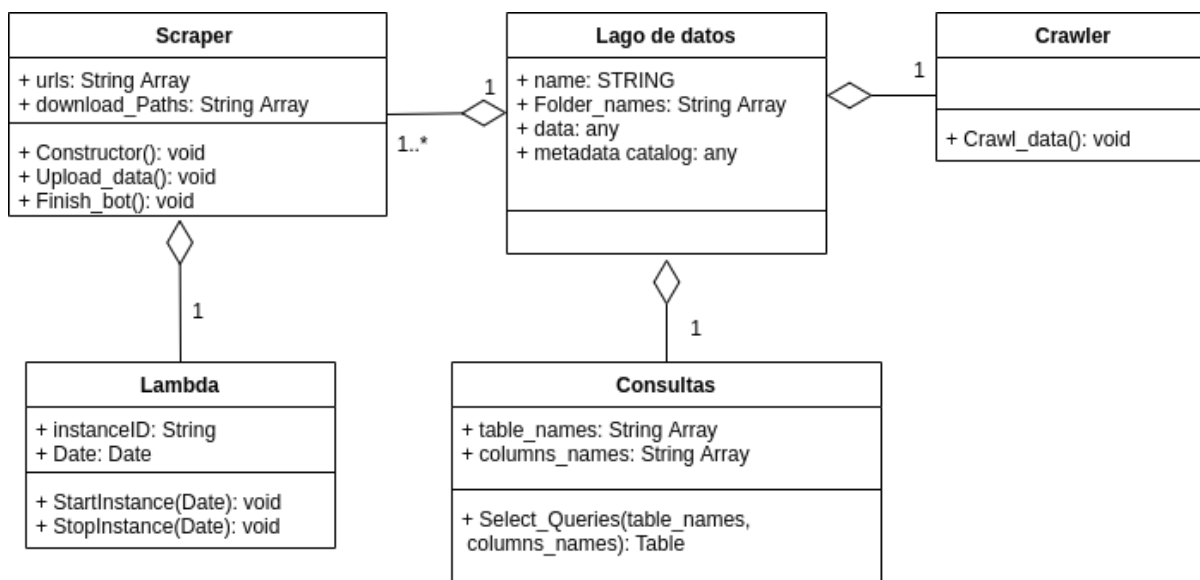 Scraper
+ urls: String Array
+ download_Paths: String Array
+ Constructor(): void
+ Upload_data(): void
+ Finish_bot(): void
1
1..*
Lago de datos
+ name: STRING
+ Folder_names: String Array
+ data: any
+ metadata catalog: any
1
Crawler
+ Crawl_data(): void
1
Lambda
+ instanceID: String
+ Date: Date
+ StartInstance(Date): void
+ StopInstance(Date): void
1
Consultas
+ table_names: String Array
+ columns_names: String Array
+ Select_Queries(table_names,
columns_names): Table